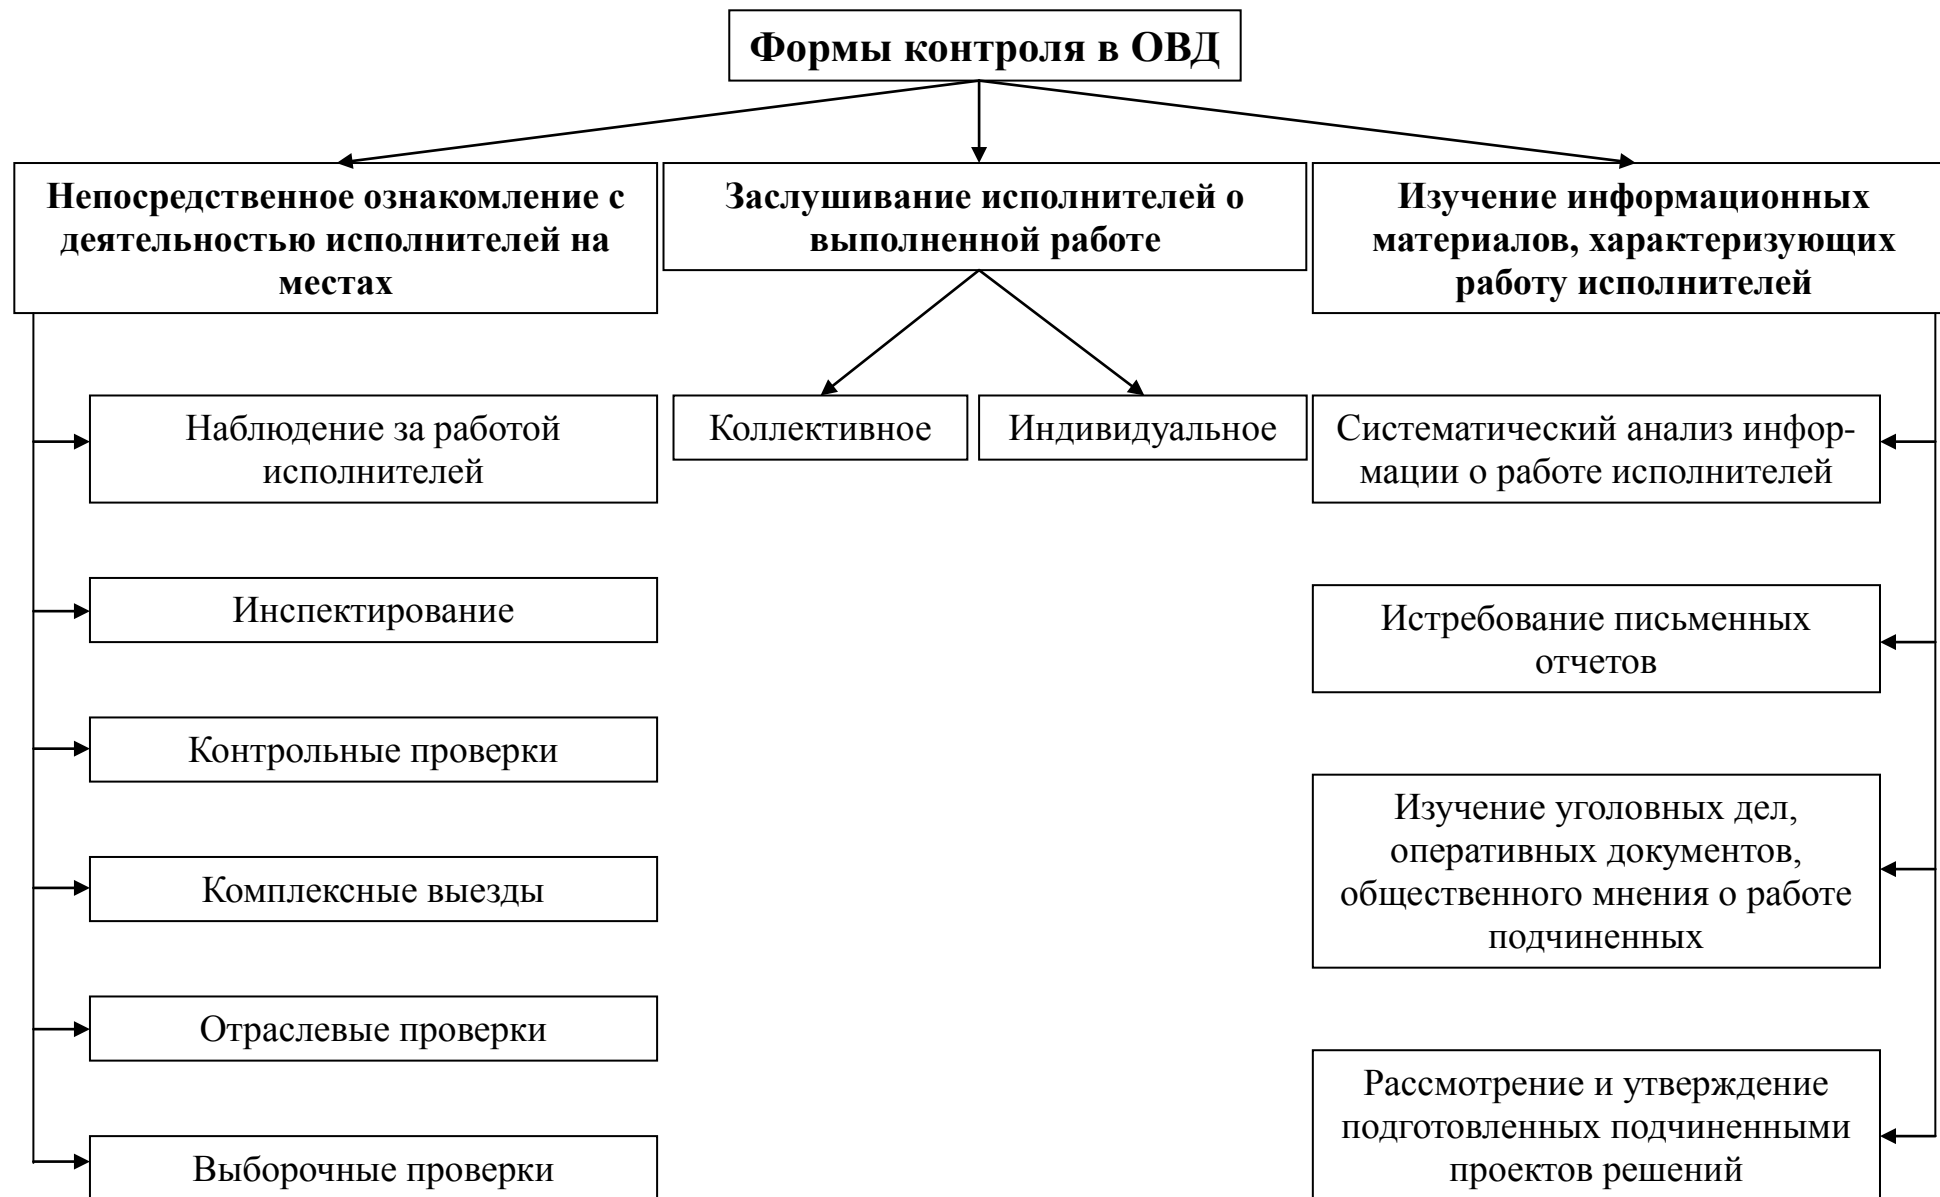 Формы контроля в ОВД
Непосредственное ознакомление с
деятельностью исполнителей на
местах
Заслушивание исполнителей о
выполненной работе
Изучение информационных
материалов, характеризующих
работу исполнителей
Наблюдение за работой
исполнителей
Инспектирование
Контрольные проверки
Комплексные выезды
Отраслевые проверки
Выборочные проверки
Коллективное
Индивидуальное
Систематический анализ инфор-
мации о работе исполнителей
Истребование письменных
отчетов
Изучение уголовных дел,
оперативных документов,
общественного мнения о работе
подчиненных
Рассмотрение и утверждение
подготовленных подчиненными
проектов решений